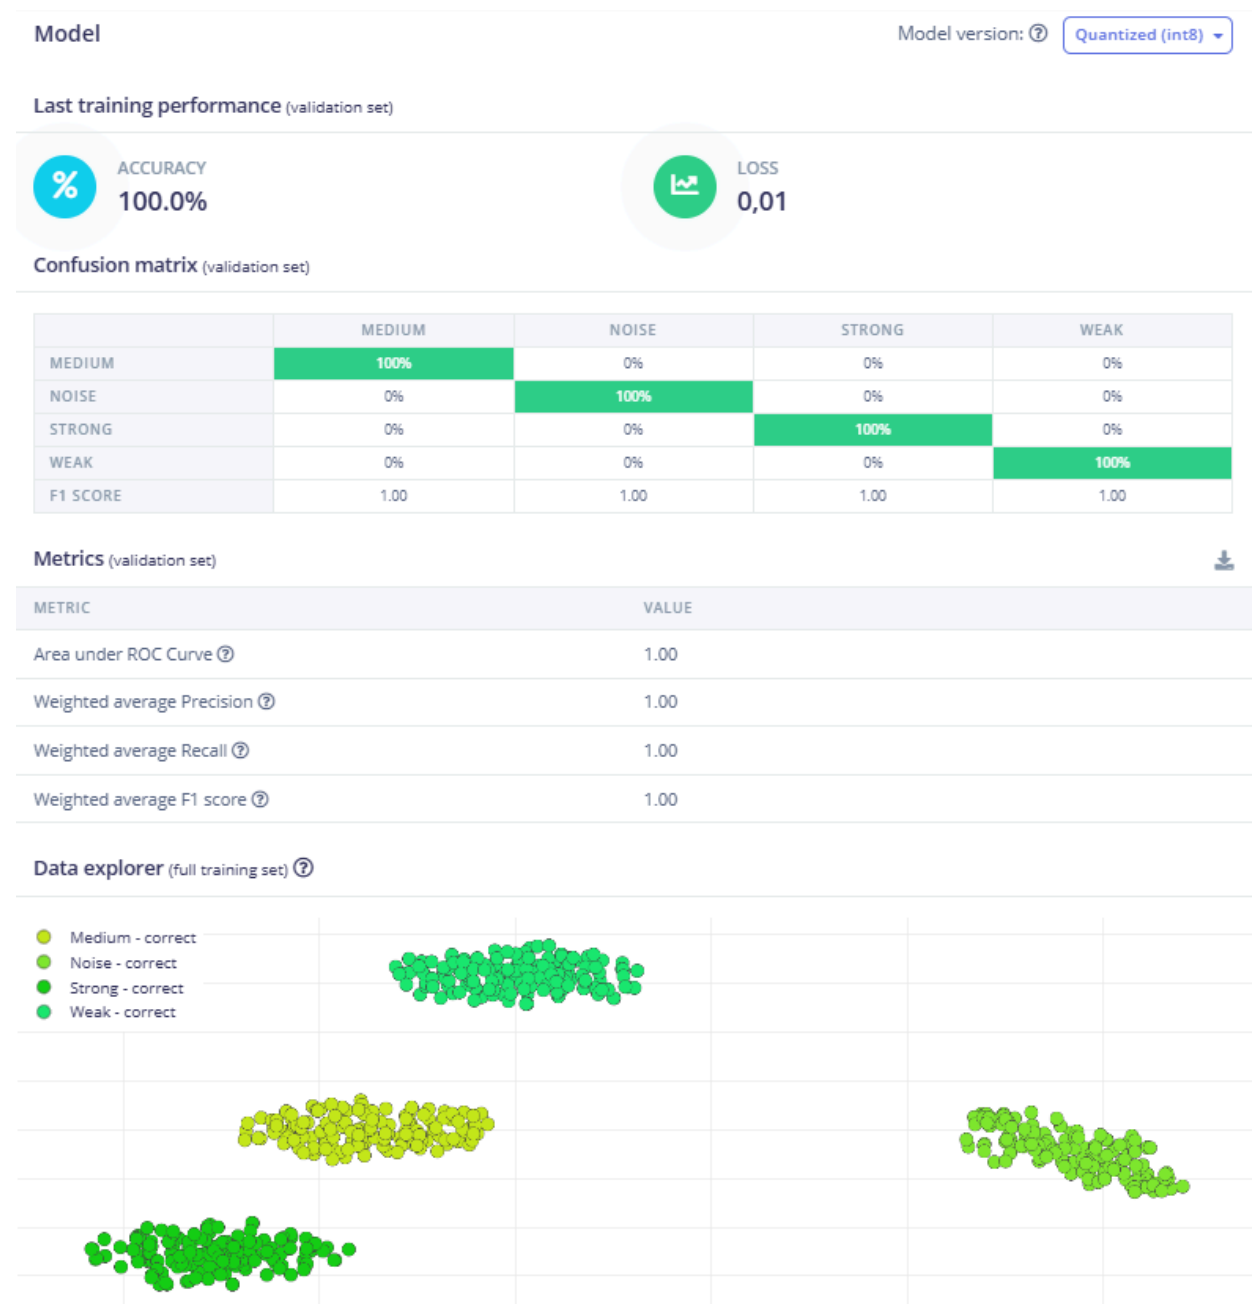 Model
Model version: Quantized (int8)
Last training performance (validation set)
% ACCURACY
100.0%
LOSS
0,01
Confusion matrix (validation set)
MEDIUM NOISE STRONG WEAK
MEDIUM 100% 0% 0% 0%
NOISE 0% 100% 0% 0%
STRONG 0% 0% 100% 0%
WEAK 0% 0% 0% 100%
F1 SCORE 1.00 1.00 1.00 1.00
Metrics (validation set)
METRIC VALUE
Area under ROC Curve 1.00
Weighted average Precision 1.00
Weighted average Recall 1.00
Weighted average F1 score 1.00
Data explorer (full training set)
Medium - correct
Noise - correct
Strong - correct
Weak - correct